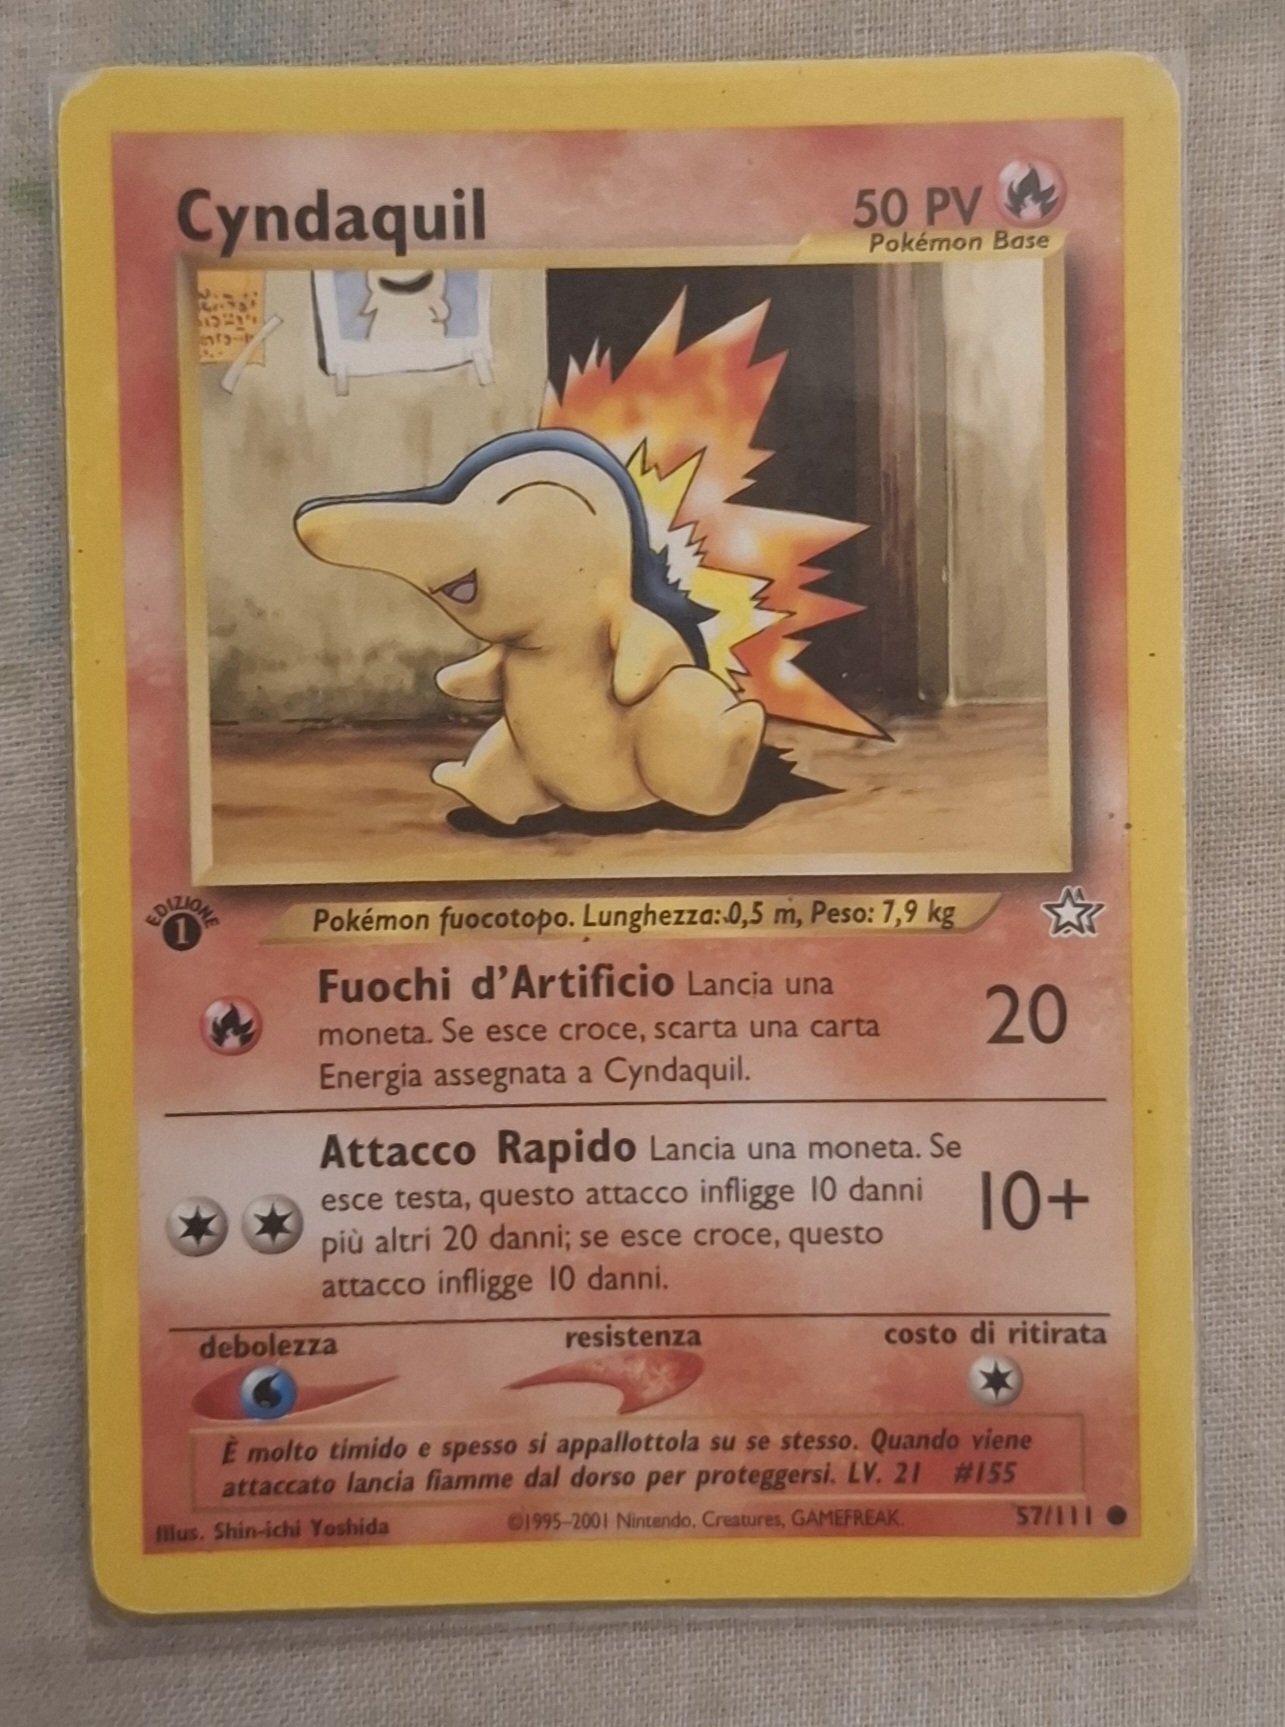 Cyndaquil
50 PV
Pokémon Base
EDIZIONE
1
Pokémon fuocotopo. Lunghezza: 0,5 m, Peso: 7,9 kg
Fuochi d'Artificio Lancia una
moneta. Se esce croce, scarta una carta
Energia assegnata a Cyndaquil.
20
Attacco Rapido Lancia una moneta. Se
esce testa, questo attacco infligge 10 danni
più altri 20 danni; se esce croce, questo
attacco infligge 10 danni.
10+
debolezza
resistenza
costo di ritirata
È molto timido e spesso si appallottola su se stesso. Quando viene
attaccato lancia fiamme dal dorso per proteggersi. LV. 21 #155
Illus. Shin-ichi Yoshida
©1995-2001 Nintendo, Creatures, GAMEFREAK.
57/111